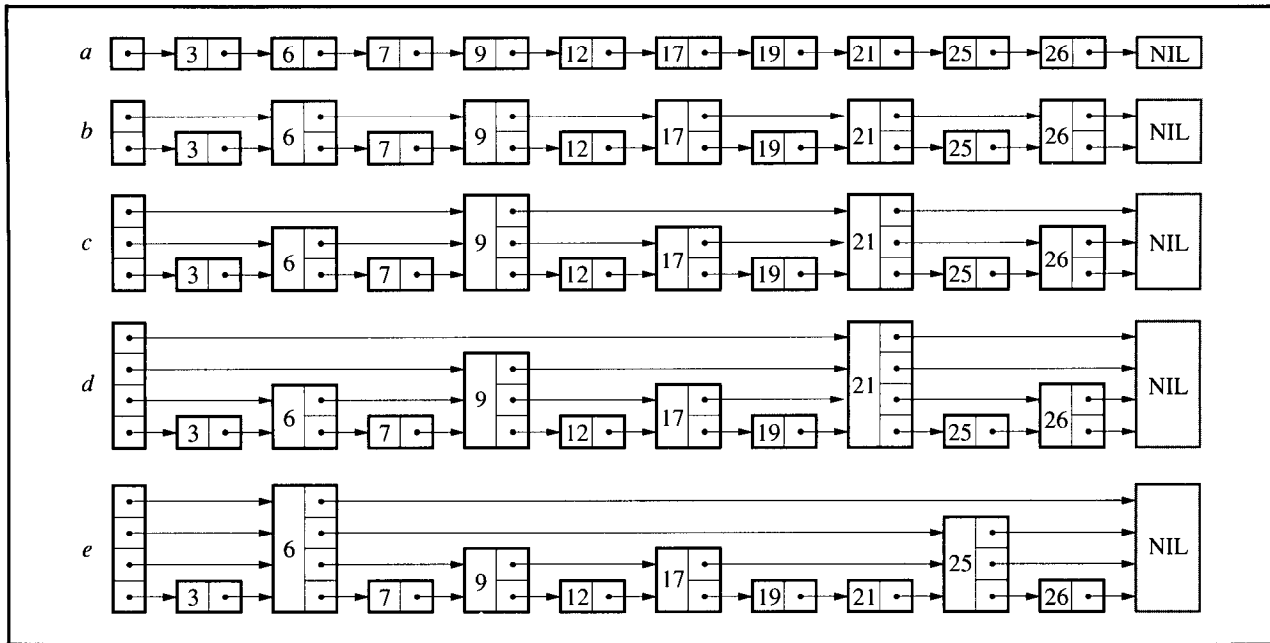 a 3 6 7 9 12 17 19 21 25 26 NIL
b 3 6 7 9 12 17 19 21 25 26 NIL
c 3 6 7 9 12 17 19 21 25 26 NIL
d 3 6 7 9 12 17 19 21 25 26 NIL
e 3 6 7 9 12 17 19 21 25 26 NIL